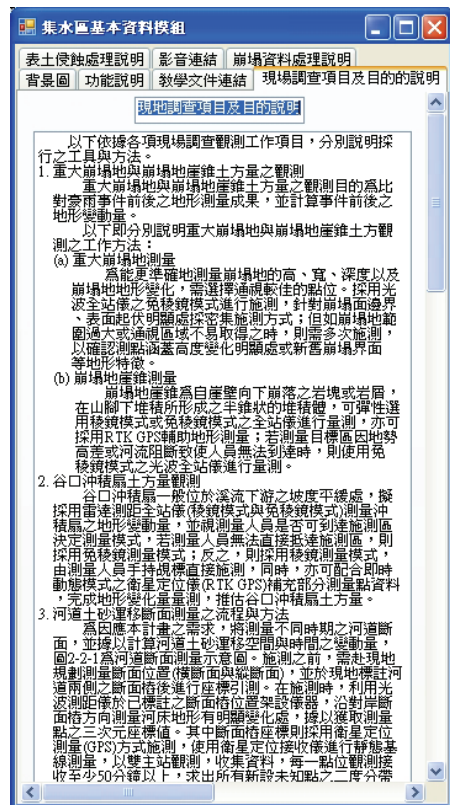 集水區基本資料模組
表土侵蝕處理說明 影音連結 崩塌資料處理說明
背景圖 功能說明 教學文件連結 現場調查項目及目的的說明
現地調查項目及目的說明
以下依據各項現場調查觀測工作項目，分別說明採
行之工具與方法。
1. 重大崩塌地與崩塌地崖錐土方量之觀測
重大崩塌地與崩塌地崖錐土方量之觀測目的為比
對豪雨事件前後之地形測量成果，並計算事件前後之
地形變動量。
以下即分別說明重大崩塌地與崩塌地崖錐土方觀
測之工作方法：
(a) 重大崩塌地測量
為能更準確地測量崩塌地的高、寬、深度以及
崩塌地地形變化，需選擇通視較佳的點位。採用光
波全站儀之免稜鏡模式進行施測，針對崩塌面邊界
、表面起伏明顯處採密集施測方式；但如崩塌地範
圍過大或通視區域不易取得之時，則需多次施測，
以確認測點涵蓋高度變化明顯處或新舊崩塌界面
等地形特徵。
(b) 崩塌地崖錐測量
崩塌地崖錐為自崖壁向下崩落之岩塊或岩屑，
在山腳下堆積所形成之半錐狀的堆積體，可彈性選
用稜鏡模式或免稜鏡模式之全站儀進行量測，亦可
採用RTK GPS輔助地形測量；若測量目標區因地勢
高差或河流阻斷致使人員無法到達時，則使用免
稜鏡模式之光波全站儀進行量測。
2. 谷口沖積扇土方量觀測
谷口沖積扇一般位於溪流下游之坡度平緩處，擬
採用雷達測距全站儀(稜鏡模式與免稜鏡模式)測量沖
積扇之地形變動量，並視測量人員是否可到達施測區
決定測量模式，若測量人員無法直接抵達施測區，則
採用免稜鏡測量模式；反之，則採用稜鏡測量模式，
由測量人員手持覘標直接施測，同時，亦可配合即時
動態模式之衛星定位儀(RTK GPS)補充部分測量點資料
，完成地形變化量量測，推估谷口沖積扇土方量。
3. 河道土砂運移斷面測量之流程與方法
為因應本計畫之需求，將測量不同時期之河道斷
面，並據以計算河道土砂運移空間與時間之變動量，
圖2-2-1為河道斷面測量示意圖。施測之前，需赴現地
規劃測量斷面位置(橫斷面與縱斷面)，並於現地標註河
道兩側之斷面樁後進行座標引測。在施測時，利用光
波測距儀於已標註之斷面樁位置架設儀器，沿對岸斷
面樁方向測量河床地形有明顯變化處，據以獲取測量
點之三次元座標值。其中斷面樁座標則採用衛星定位
測量(GPS)方式施測，使用衛星定位接收儀進行靜態基
線測量，以雙主站觀測，收集資料，每一點位觀測接
收至少50分鐘以上，求出所有新設未知點之二度分帶